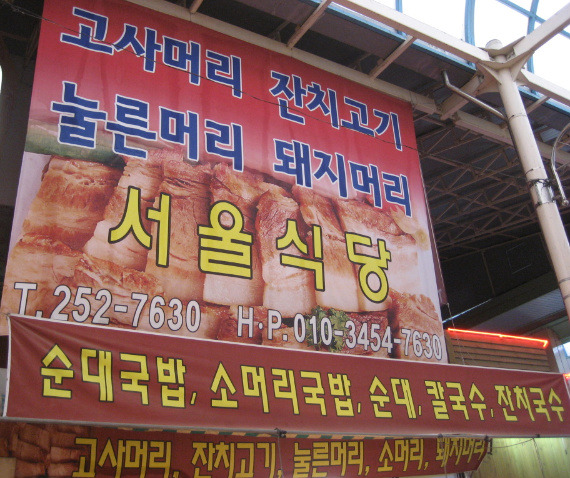 고사머리 잔치고기
눌른머리 돼지머리
서울식당
T. 252-7630 H·P. 010-3454-7630
순대국밥, 소머리국밥, 순대, 칼국수, 잔치국수
고사머리, 잔치고기, 눌른머리, 소머리, 돼지머리